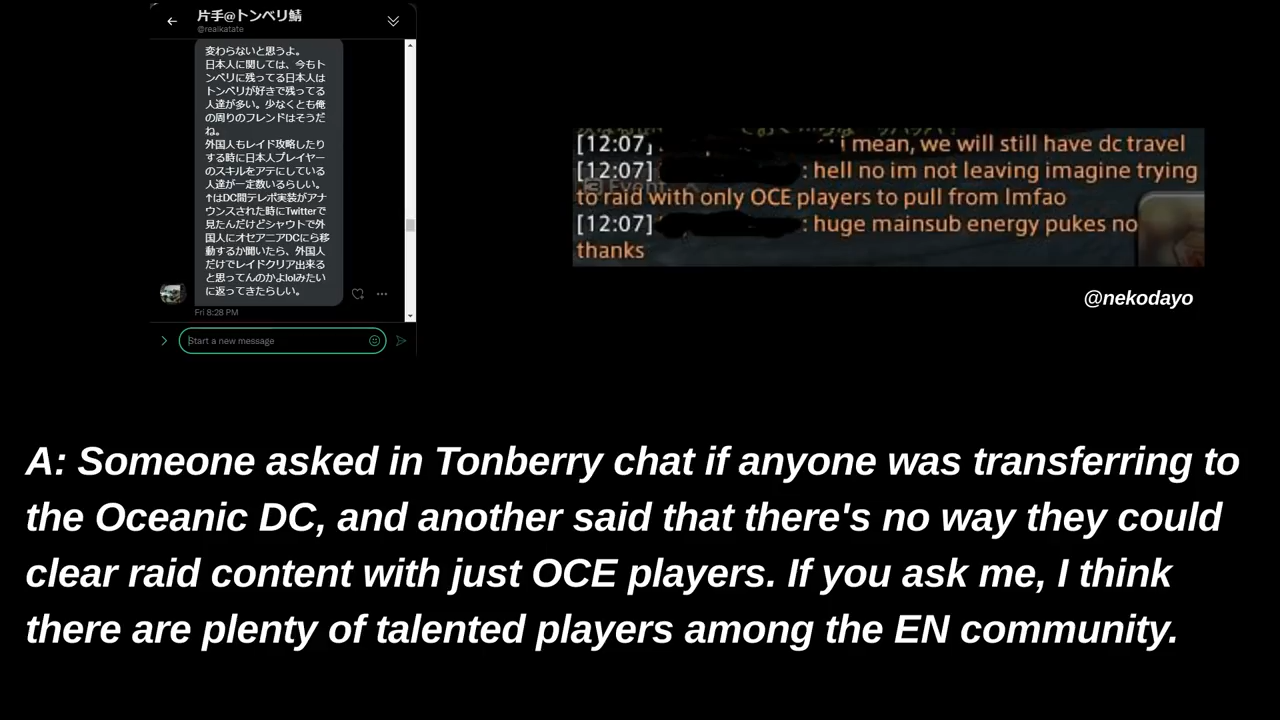 片手@トンベリ鯖
@realkatate
変わらないと思うよ。
日本人に関しては、今もト
ンベリに残ってる日本人は
トンベリが好きで残ってる
人達が多い。少なくとも俺
の周りのフレンドはそうだ
ね。
外国人もレイド攻略したり
する時に日本人プレイヤー
のスキルをアテにしている
人達が一定数いるらしい。
↑はDC間テレポ実装がアナ
ウンスされた時にTwitterで
見たんだけどシャウトで外
国人にオセアニアDCにら移
動するか聞いたら、外国人
だけでレイドクリア出来る
と思ってんのかよlolみたい
に返ってきたらしい。
Fri 8:28 PM
Start a new message
[12:07] i mean, we will still have dc travel
[12:07] : hell no im not leaving imagine trying
to raid with only OCE players to pull from lmfao
[12:07] : huge mainsub energy pukes no
thanks
@nekodayo
A: Someone asked in Tonberry chat if anyone was transferring to
the Oceanic DC, and another said that there's no way they could
clear raid content with just OCE players. If you ask me, I think
there are plenty of talented players among the EN community.